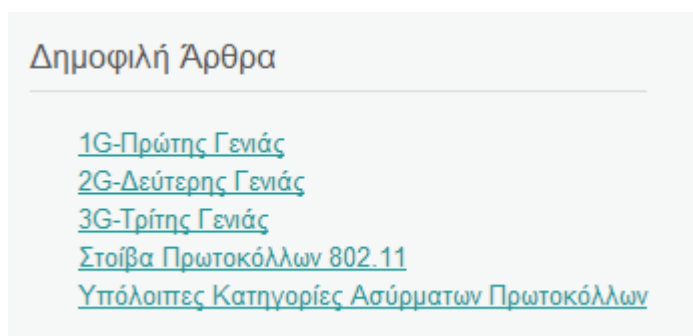 Δημοφιλή Άρθρα
1G-Πρώτης Γενιάς
2G-Δεύτερης Γενιάς
3G-Τρίτης Γενιάς
Στοίβα Πρωτοκόλλων 802.11
Υπόλοιπες Κατηγορίες Ασύρματων Πρωτοκόλλων